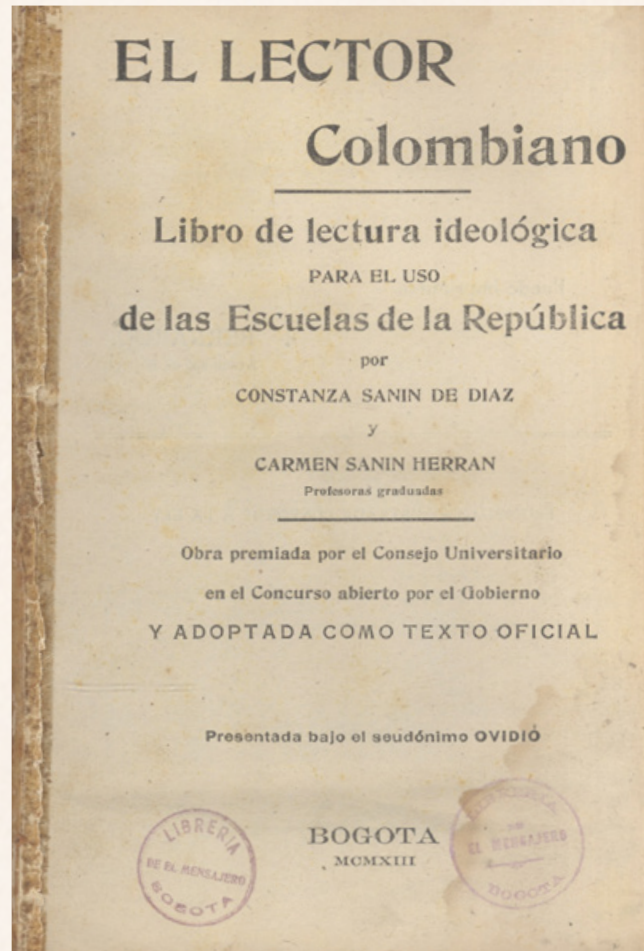 EL LECTOR
Colombiano
Libro de lectura ideológica
PARA EL USO
de las Escuelas de la República
por
CONSTANZA SANIN DE DIAZ
y
CARMEN SANIN HERRAN
Profesoras graduadas
Obra premiada por el Consejo Universitario
en el Concurso abierto por el Gobierno
Y ADOPTADA COMO TEXTO OFICIAL
Presentada bajo el seudónimo OVIDIO
BOGOTA
MCMXIII
LIBRERÍA
DE EL MENSAJERO
BOGOTA
LIBRERIA
EL MENSAJERO
BOGOTA